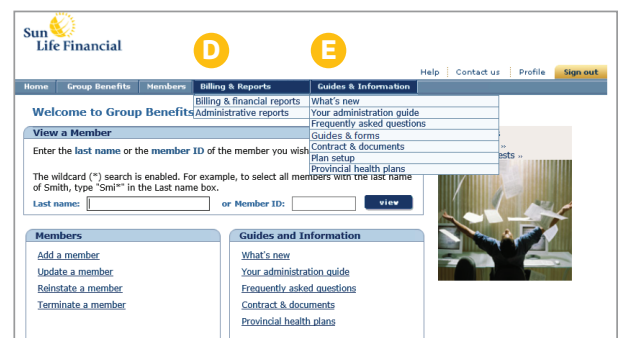 Sun
Life Financial
D
E
Help Contact us Profile Sign out
Home Group Benefits Members Billing & Reports Guides & Information
Billing & financial reports
Administrative reports
What's new
Your administration guide
Frequently asked questions
Guides & forms
Contract & documents
Plan setup
Provincial health plans
Welcome to Group Benefits
View a Member
Enter the last name or the member ID of the member you wish
The wildcard (*) search is enabled. For example, to select all members with the last name
of Smith, type "Smi*" in the Last name box.
Last name: or Member ID: view
Members
Add a member
Update a member
Reinstate a member
Terminate a member
Guides and Information
What's new
Your administration guide
Frequently asked questions
Contract & documents
Provincial health plans